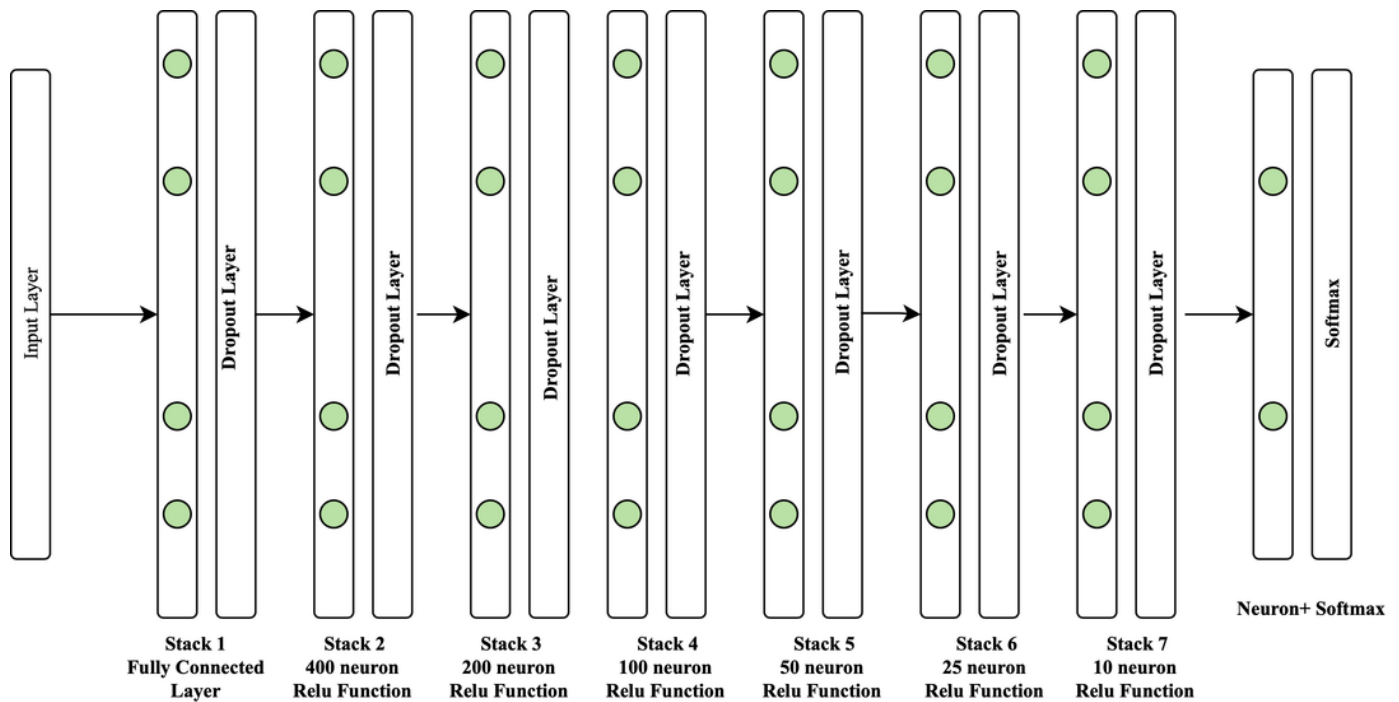 Input Layer
Dropout Layer
Dropout Layer
Dropout Layer
Dropout Layer
Dropout Layer
Dropout Layer
Dropout Layer
Softmax
Neuron+ Softmax
Stack 1
Fully Connected
Layer
Stack 2
400 neuron
Relu Function
Stack 3
200 neuron
Relu Function
Stack 4
100 neuron
Relu Function
Stack 5
50 neuron
Relu Function
Stack 6
25 neuron
Relu Function
Stack 7
10 neuron
Relu Function